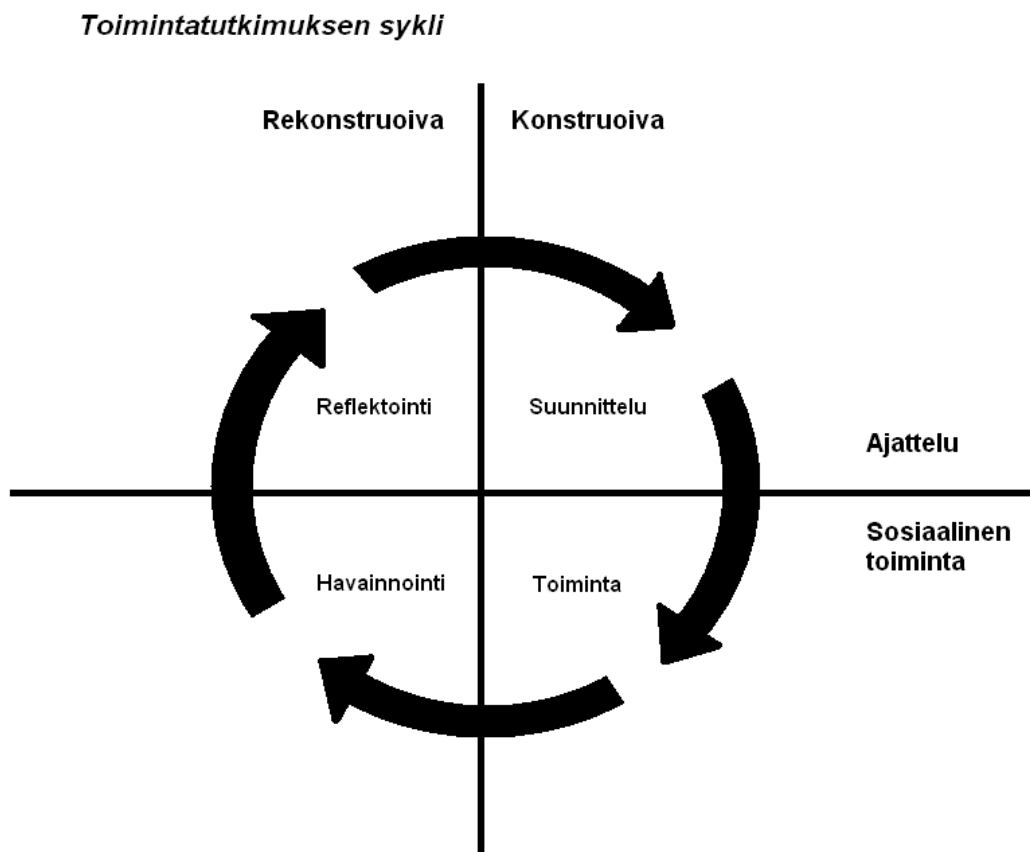 Toimintatutkimuksen sykli
Rekonstruoiva
Konstruoiva
Reflektointi
Suunnittelu
Ajattelu
Sosiaalinen
toiminta
Havainnointi
Toiminta